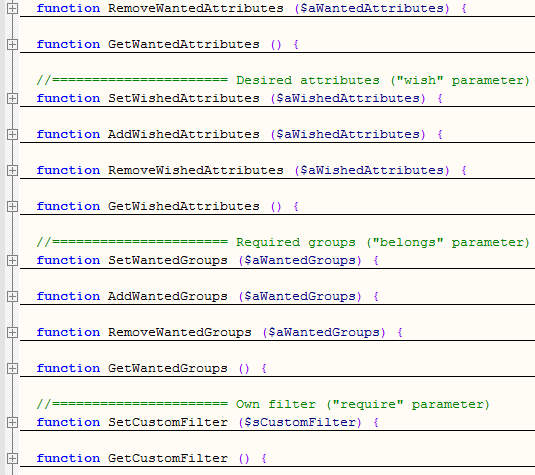 function RemoveWantedAttributes ($aWantedAttributes) {
function GetWantedAttributes () {
//====================== Desired attributes ("wish" parameter)
function SetWishedAttributes ($aWishedAttributes) {
function AddWishedAttributes ($aWishedAttributes) {
function RemoveWishedAttributes ($aWishedAttributes) {
function GetWishedAttributes () {
//====================== Required groups ("belongs" parameter)
function SetWantedGroups ($aWantedGroups) {
function AddWantedGroups ($aWantedGroups) {
function RemoveWantedGroups ($aWantedGroups) {
function GetWantedGroups () {
//====================== Own filter ("require" parameter)
function SetCustomFilter ($sCustomFilter) {
function GetCustomFilter () {